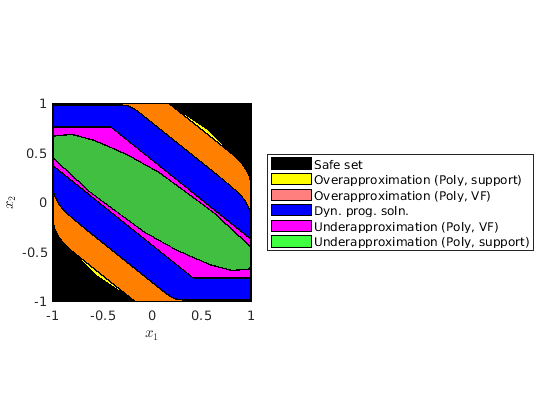 1
0.5
0
-0.5
-1
x2
-1
-0.5
0
0.5
1
x1
Safe set
Overapproximation (Poly, support)
Overapproximation (Poly, VF)
Dyn. prog. soln.
Underapproximation (Poly, VF)
Underapproximation (Poly, support)